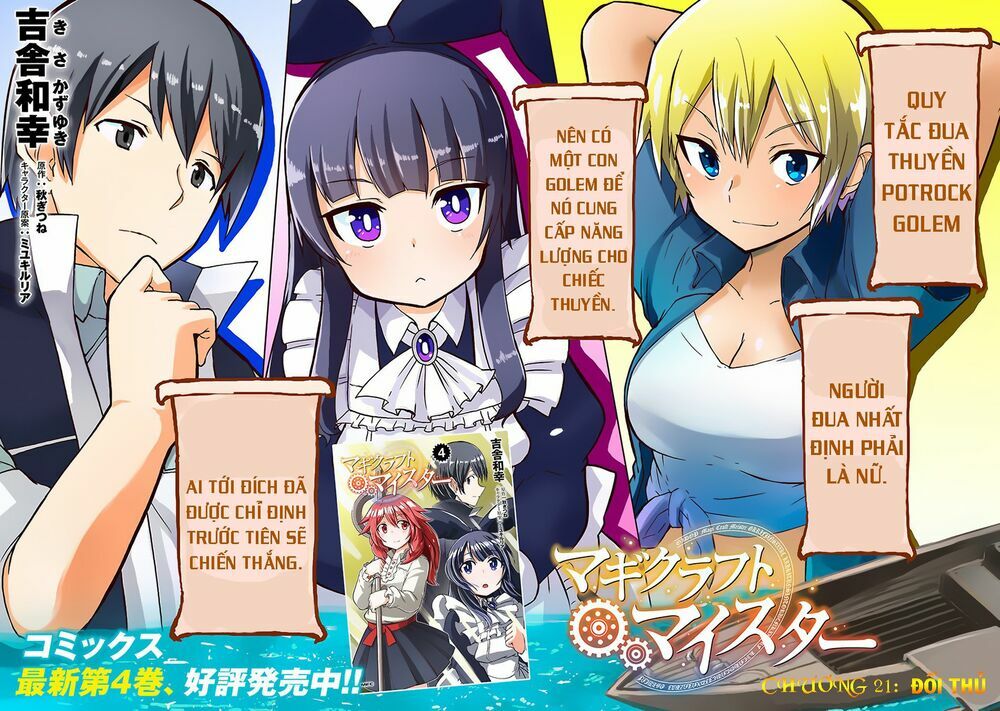 吉舎和幸
きさ かずゆき
原作：秋ぎつね
キャラクター原案：ミユキルリア
QUY
TẮC ĐUA
THUYỀN
POTROCK
GOLEM
NGƯỜI
ĐUA NHẤT
ĐỊNH PHẢI
LÀ NỮ.
NÊN CÓ
MỘT CON
GOLEM ĐỂ
NÓ CUNG
CẤP NĂNG
LƯỢNG CHO
CHIẾC
THUYỀN.
AI TỚI ĐÍCH ĐÃ
ĐƯỢC CHỈ ĐỊNH
TRƯỚC TIÊN SẼ
CHIẾN THẮNG.
マギクラフト
マイスター
4
吉舎和幸
マギクラフト
マイスター
コミックス
最新第4巻、好評発売中!!
CHƯƠNG 21: ĐỐI THỦ